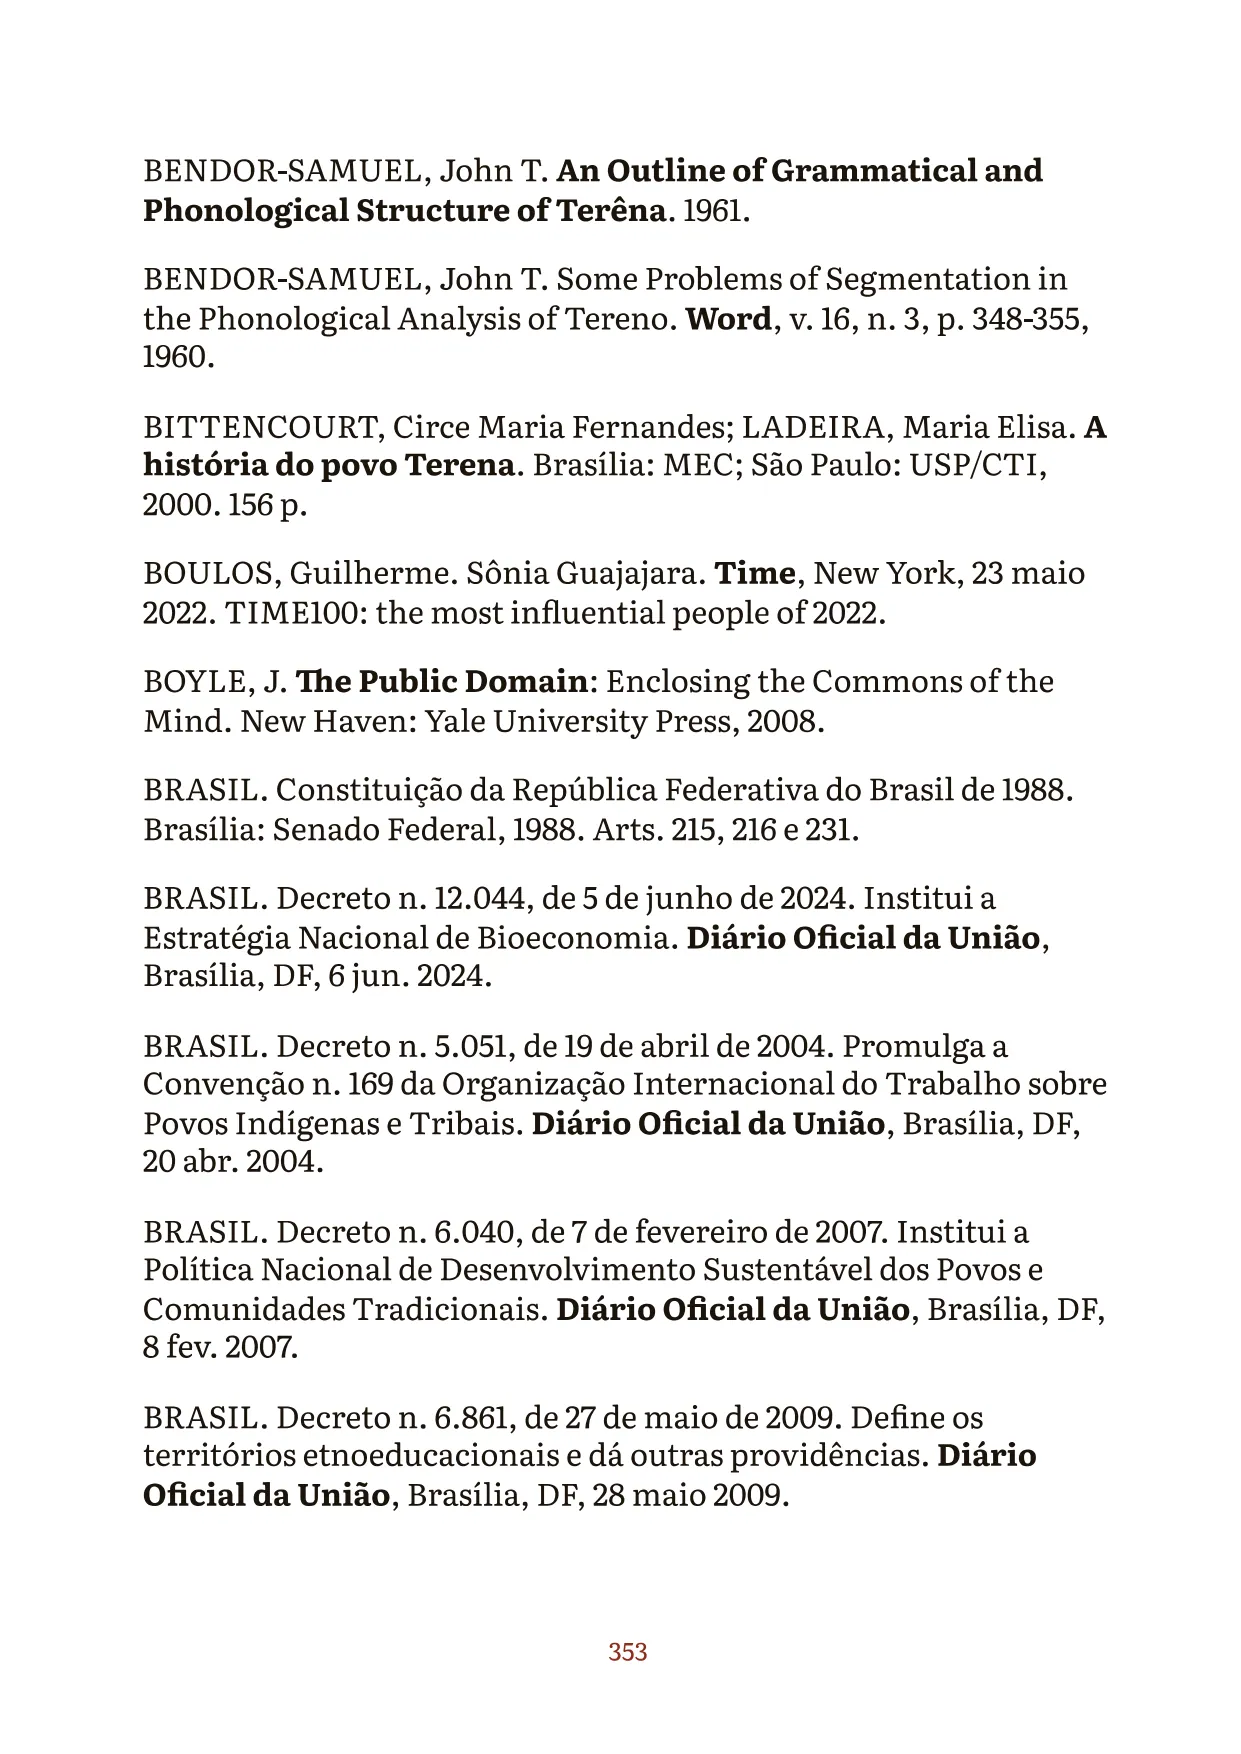 BENDOR-SAMUEL, John T. An Outline of Grammatical and
Phonological Structure of Terêna. 1961.
BENDOR-SAMUEL, John T. Some Problems of Segmentation in
the Phonological Analysis of Tereno. Word, v. 16, n. 3, p. 348-355,
1960.
BITTENCOURT, Circe Maria Fernandes; LADEIRA, Maria Elisa. A
história do povo Terena. Brasília: MEC; São Paulo: USP/CTI,
2000. 156 p.
BOULOS, Guilherme. Sônia Guajajara. Time, New York, 23 maio
2022. TIME100: the most influential people of 2022.
BOYLE, J. The Public Domain: Enclosing the Commons of the
Mind. New Haven: Yale University Press, 2008.
BRASIL. Constituição da República Federativa do Brasil de 1988.
Brasília: Senado Federal, 1988. Arts. 215, 216 e 231.
BRASIL. Decreto n. 12.044, de 5 de junho de 2024. Institui a
Estratégia Nacional de Bioeconomia. Diário Oficial da União,
Brasília, DF, 6 jun. 2024.
BRASIL. Decreto n. 5.051, de 19 de abril de 2004. Promulga a
Convenção n. 169 da Organização Internacional do Trabalho sobre
Povos Indígenas e Tribais. Diário Oficial da União, Brasília, DF,
20 abr. 2004.
BRASIL. Decreto n. 6.040, de 7 de fevereiro de 2007. Institui a
Política Nacional de Desenvolvimento Sustentável dos Povos e
Comunidades Tradicionais. Diário Oficial da União, Brasília, DF,
8 fev. 2007.
BRASIL. Decreto n. 6.861, de 27 de maio de 2009. Define os
territórios etnoeducacionais e dá outras providências. Diário
Oficial da União, Brasília, DF, 28 maio 2009.
353